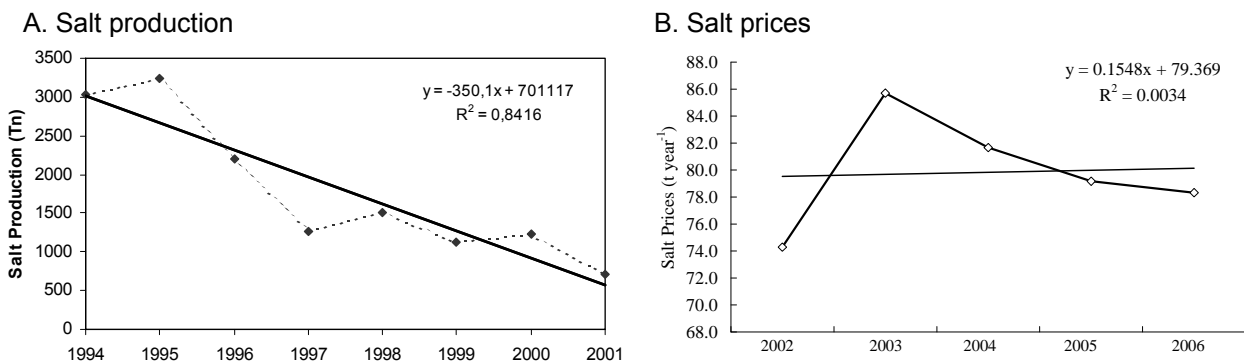 A. Salt production
3500
3000
2500
2000
1500
1000
500
0
Salt Production (Tn)
y = -350,1x + 701117
R² = 0,8416
1994 1995 1996 1997 1998 1999 2000 2001
B. Salt prices
88.0
86.0
84.0
82.0
80.0
78.0
76.0
74.0
72.0
70.0
68.0
Salt Prices (t year⁻¹)
y = 0.1548x + 79.369
R² = 0.0034
2002 2003 2004 2005 2006